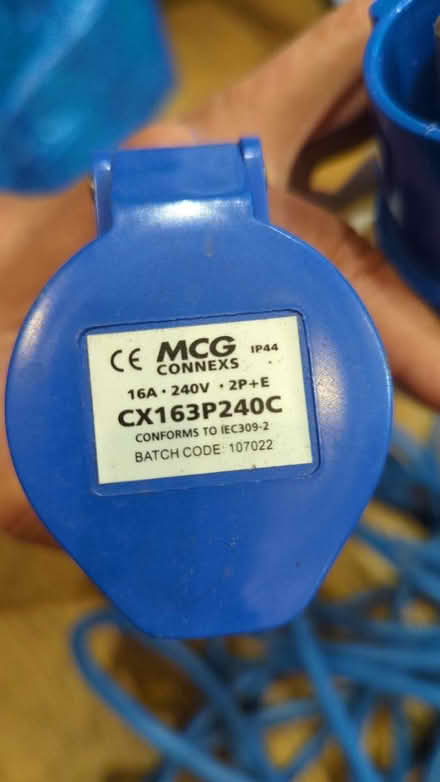 CE MCG IP44
CONNEXS
16A · 240V · 2P+E
CX163P240C
CONFORMS TO IEC309-2
BATCH CODE: 107022